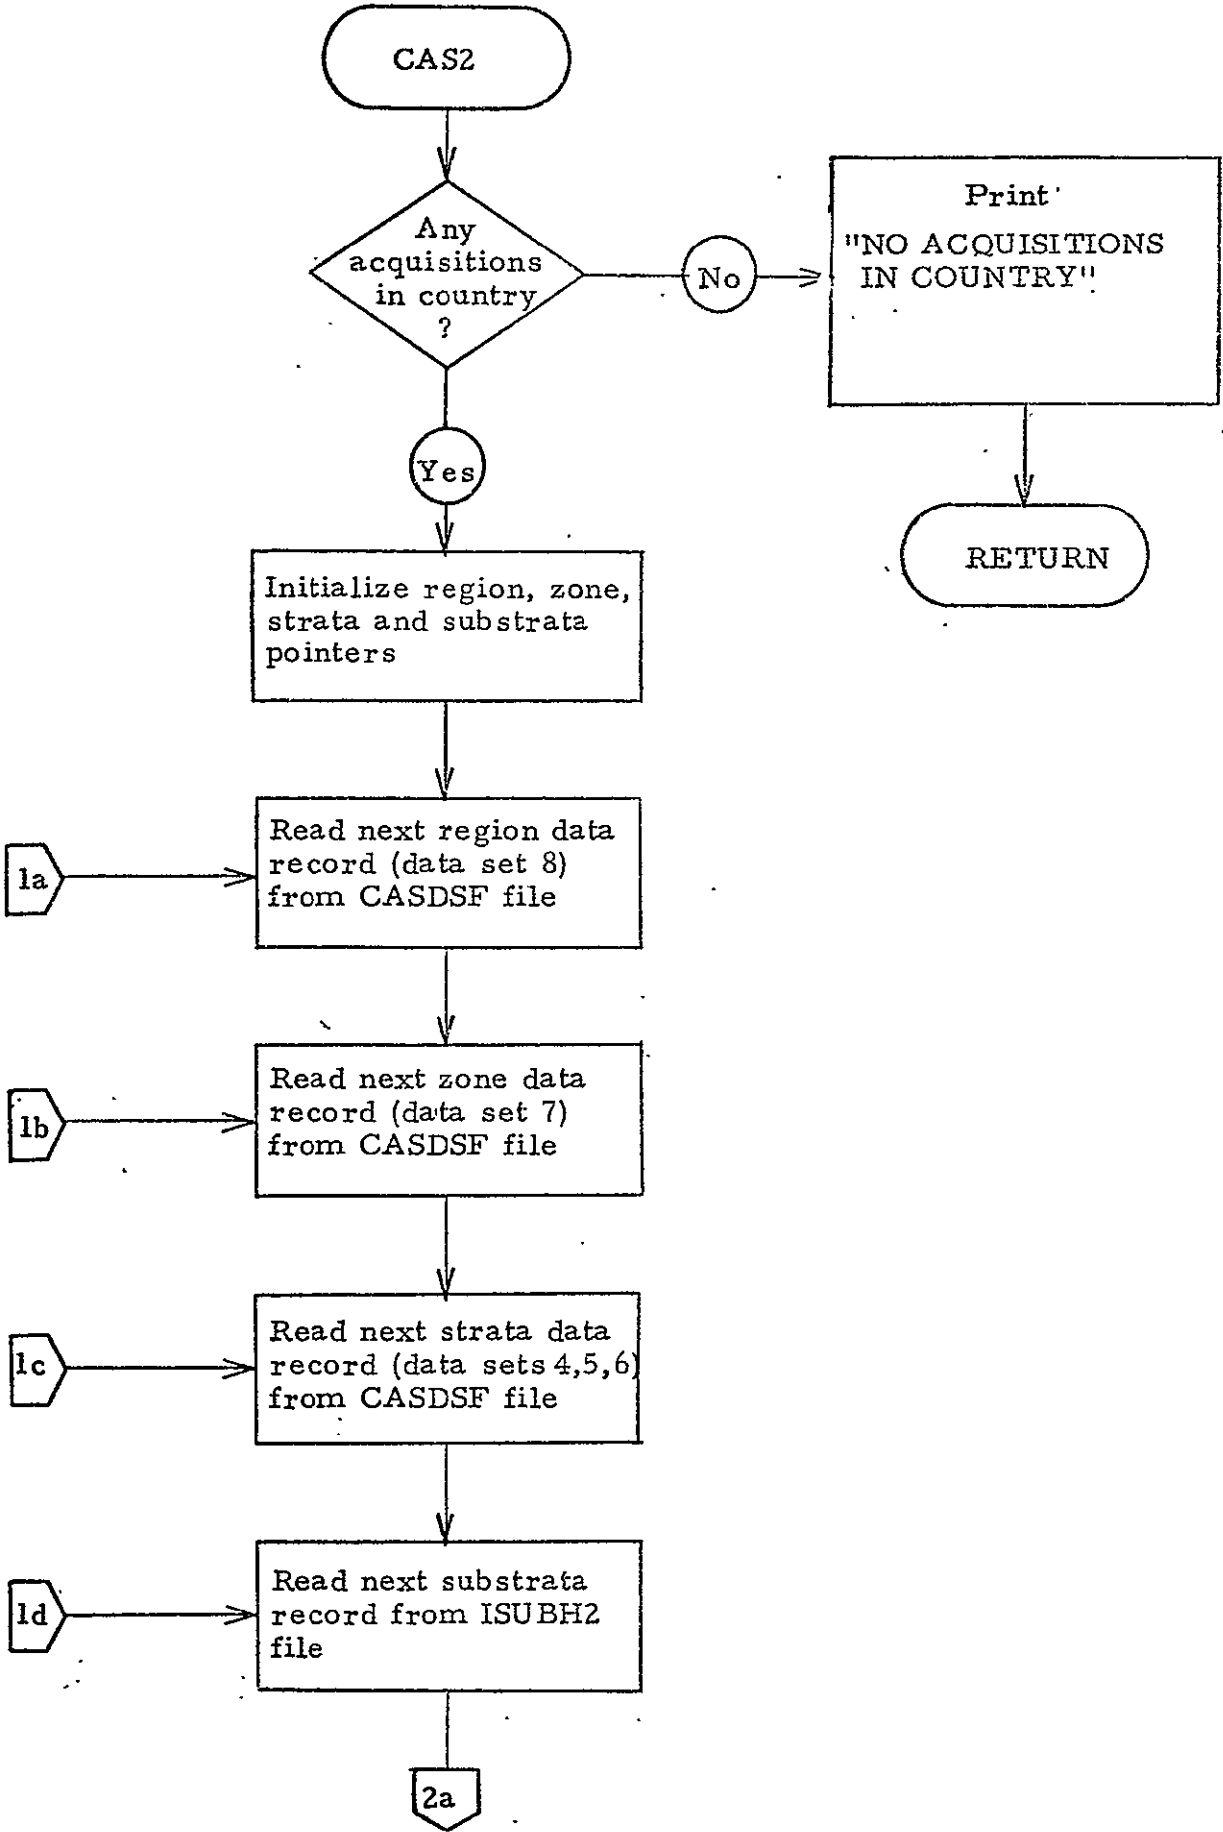 CAS2
Any
acquisitions
in country
?
No
Print
"NO ACQUISITIONS
IN COUNTRY"
RETURN
Yes
Initialize region, zone,
strata and substrata
pointers
1a
Read next region data
record (data set 8)
from CASDSF file
1b
Read next zone data
record (data set 7)
from CASDSF file
1c
Read next strata data
record (data sets 4,5,6)
from CASDSF file
1d
Read next substrata
record from ISUBH2
file
2a